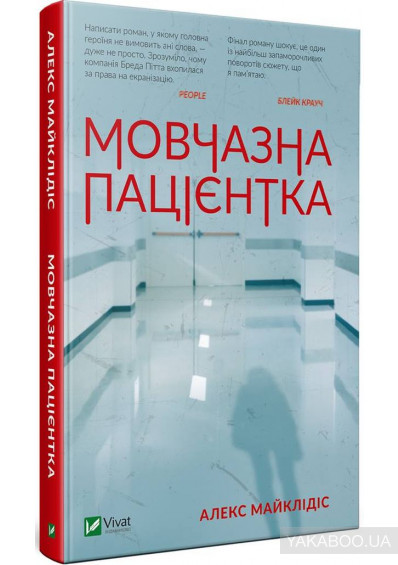 Написати роман, у якому головна
героїня не вимовить ані слова, —
дуже не просто. Зрозуміло, чому
компанія Бреда Пітта вхопилася
за права на екранізацію.
PEOPLE
Фінал роману шокує, це один
із найбільш запаморочливих
поворотів сюжету, що
я пам'ятаю.
БЛЕЙК КРАУЧ
МОВЧАЗНА
ПАЦІЄНТКА
АЛЕКС МАЙКЛІДІС
Vivat
АЛЕКС МАЙКЛІДІС МОВЧАЗНА ПАЦІЄНТКА
YAKABOO.UA